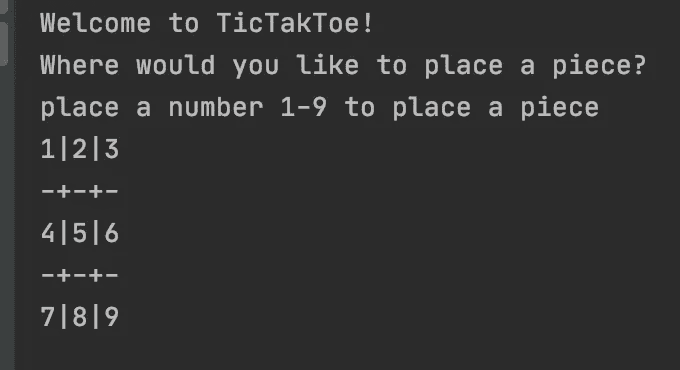 Welcome to TicTakToe!
Where would you like to place a piece?
place a number 1-9 to place a piece
1|2|3
-+-+-
4|5|6
-+-+-
7|8|9